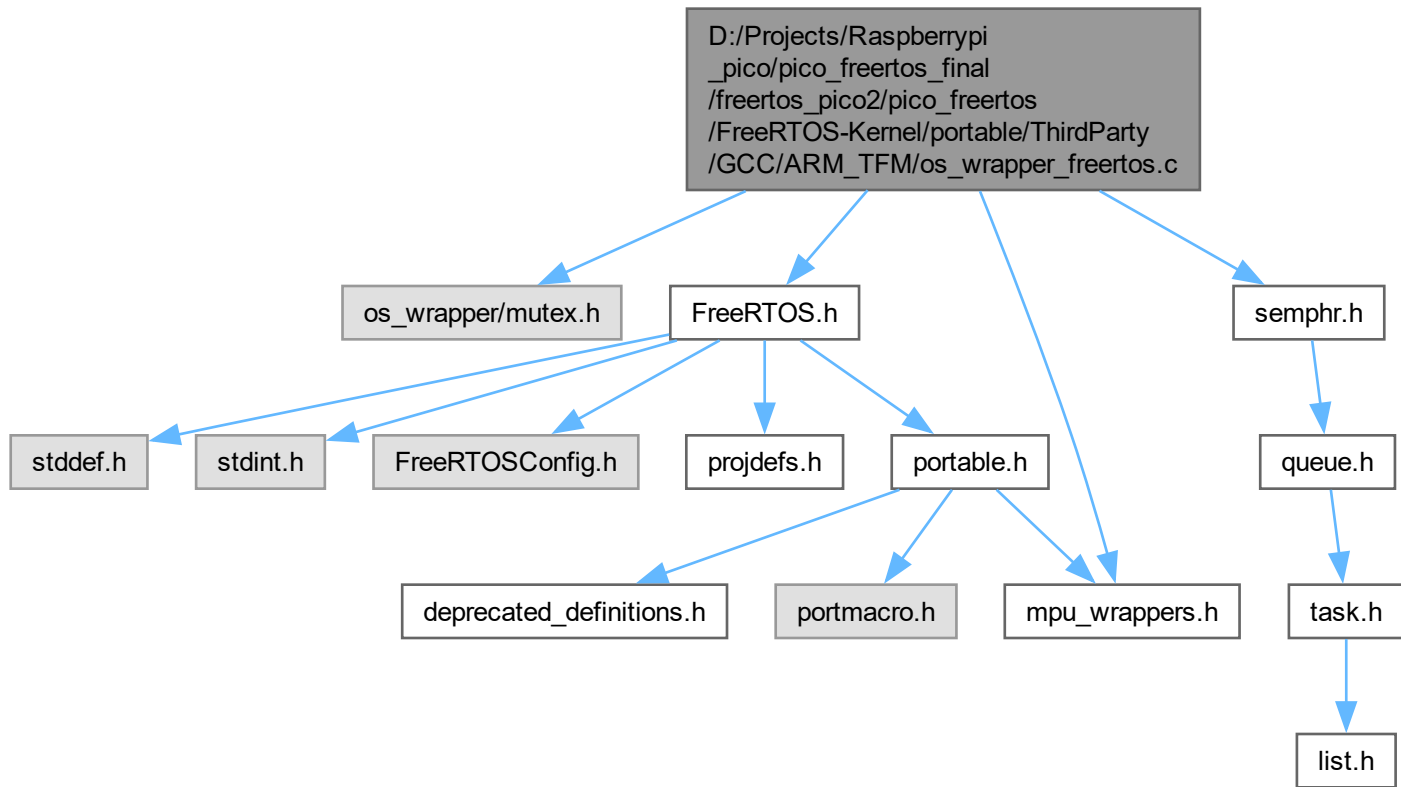 D:/Projects/Raspberrypi
_pico/pico_freertos_final
/freertos_pico2/pico_freertos
/FreeRTOS-Kernel/portable/ThirdParty
/GCC/ARM_TFM/os_wrapper_freertos.c
os_wrapper/mutex.h
FreeRTOS.h
semphr.h
stddef.h
stdint.h
FreeRTOSConfig.h
projdefs.h
portable.h
queue.h
deprecated_definitions.h
portmacro.h
mpu_wrappers.h
task.h
list.h